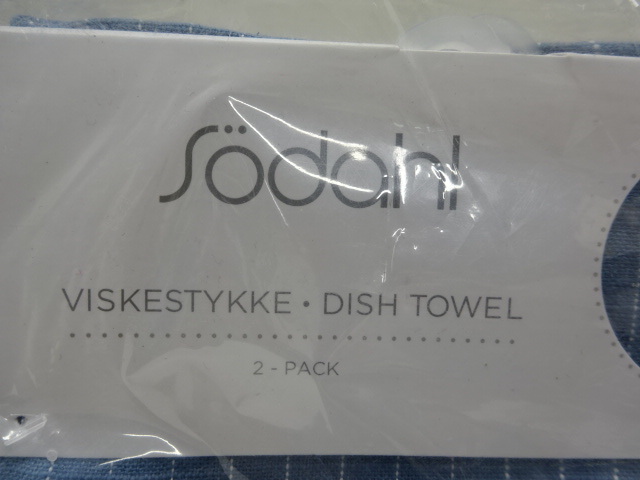 Södahl
VISKESTYKKE • DISH TOWEL
2 - PACK